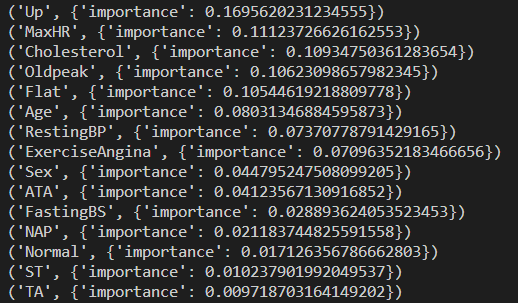 ('Up', {'importance': 0.1695620231234555})
('MaxHR', {'importance': 0.11123726626162553})
('Cholesterol', {'importance': 0.10934750361283654})
('Oldpeak', {'importance': 0.10623098657982345})
('Flat', {'importance': 0.10544619218809778})
('Age', {'importance': 0.08031346884595873})
('RestingBP', {'importance': 0.07370778791429165})
('ExerciseAngina', {'importance': 0.07096352183466656})
('Sex', {'importance': 0.044795247508099205})
('ATA', {'importance': 0.04123567130916852})
('FastingBS', {'importance': 0.028893624053523453})
('NAP', {'importance': 0.021183744825591558})
('Normal', {'importance': 0.017126356786662803})
('ST', {'importance': 0.010237901992049537})
('TA', {'importance': 0.009718703164149202})